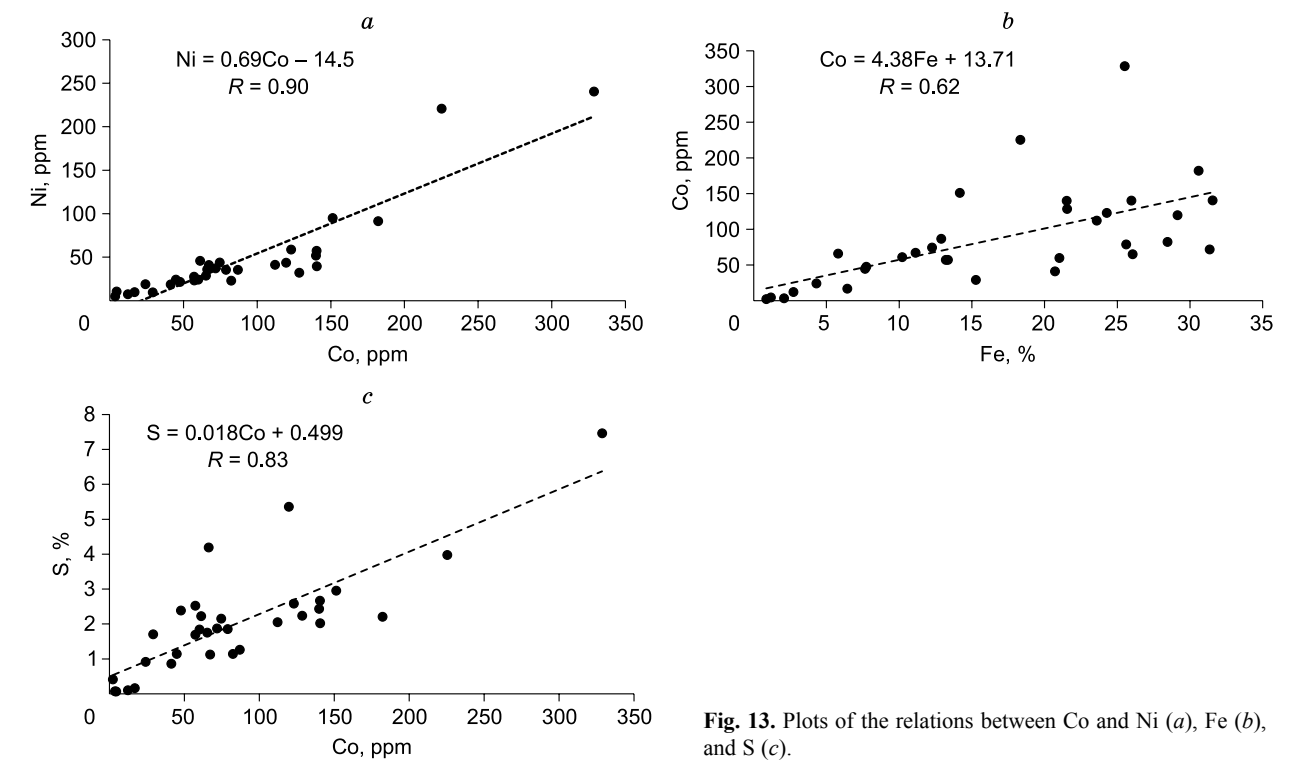 a
300
250
200
150
100
50
0
50
100
150
200
250
300
350
Ni, ppm
Co, ppm
Ni = 0.69Co – 14.5
R = 0.90
b
350
300
250
200
150
100
50
0
5
10
15
20
25
30
35
Co, ppm
Fe, %
Co = 4.38Fe + 13.71
R = 0.62
c
8
7
6
5
4
3
2
1
0
50
100
150
200
250
300
350
S, %
Co, ppm
S = 0.018Co + 0.499
R = 0.83
Fig. 13. Plots of the relations between Co and Ni (a), Fe (b),
and S (c).